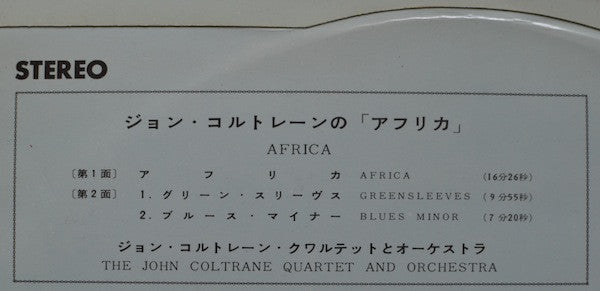 STEREO
ジョン・コルトレーンの「アフリカ」
AFRICA
〔第1面〕 アフリカ AFRICA (16分26秒)
〔第2面〕 1. グリーン・スリーヴス GREENSLEEVES (9分55秒)
2. ブルース・マイナー BLUES MINOR (7分20秒)
ジョン・コルトレーン・クワルテットとオーケストラ
THE JOHN COLTRANE QUARTET AND ORCHESTRA